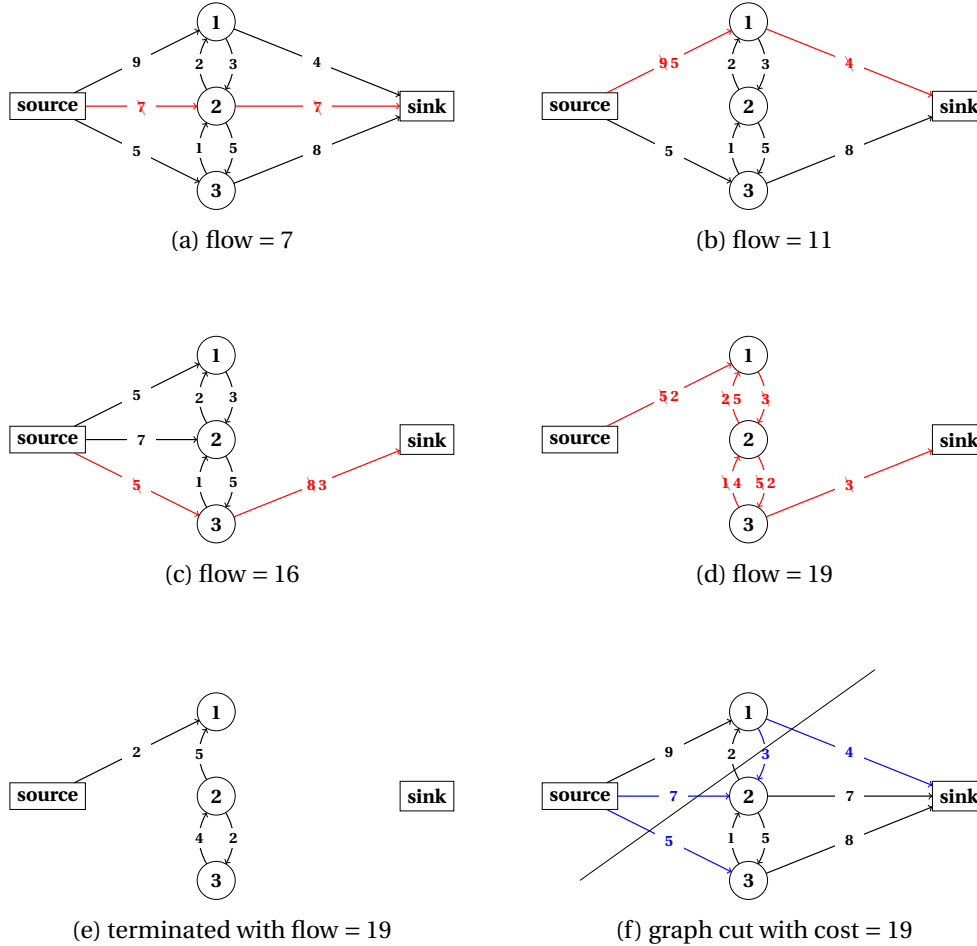 1
9 2 3 4
source 7 2 7 sink
5 1 5 8
3
(a) flow = 7
1
9 5 2 3 4
source 2 sink
5 1 5 8
3
(b) flow = 11
1
5 2 3
source 7 2 sink
5 1 5 8 3
3
(c) flow = 16
1
5 2 2 5 3
source 2 sink
1 4 5 2 3
3
(d) flow = 19
1
2 5
source 2 sink
4 2
3
(e) terminated with flow = 19
1
9 2 3 4
source 7 2 7 sink
5 1 5 8
3
(f) graph cut with cost = 19